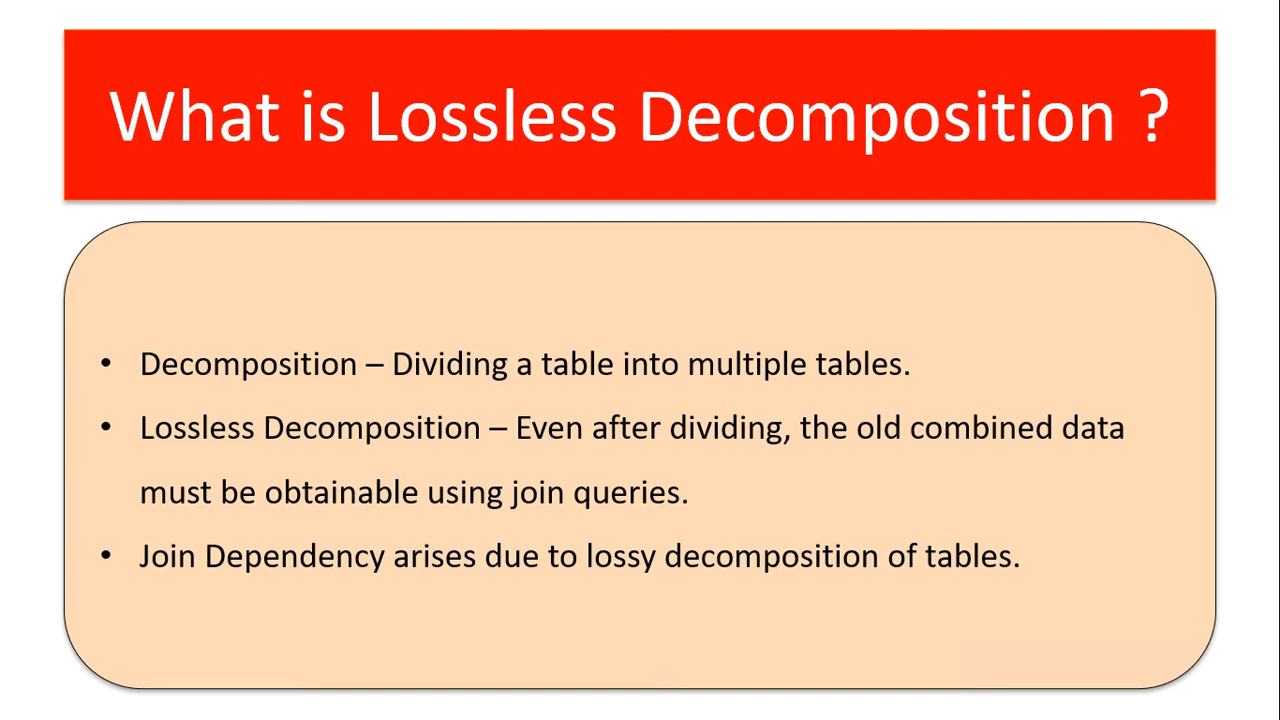 What is Lossless Decomposition ?
• Decomposition – Dividing a table into multiple tables.
• Lossless Decomposition – Even after dividing, the old combined data
must be obtainable using join queries.
• Join Dependency arises due to lossy decomposition of tables.